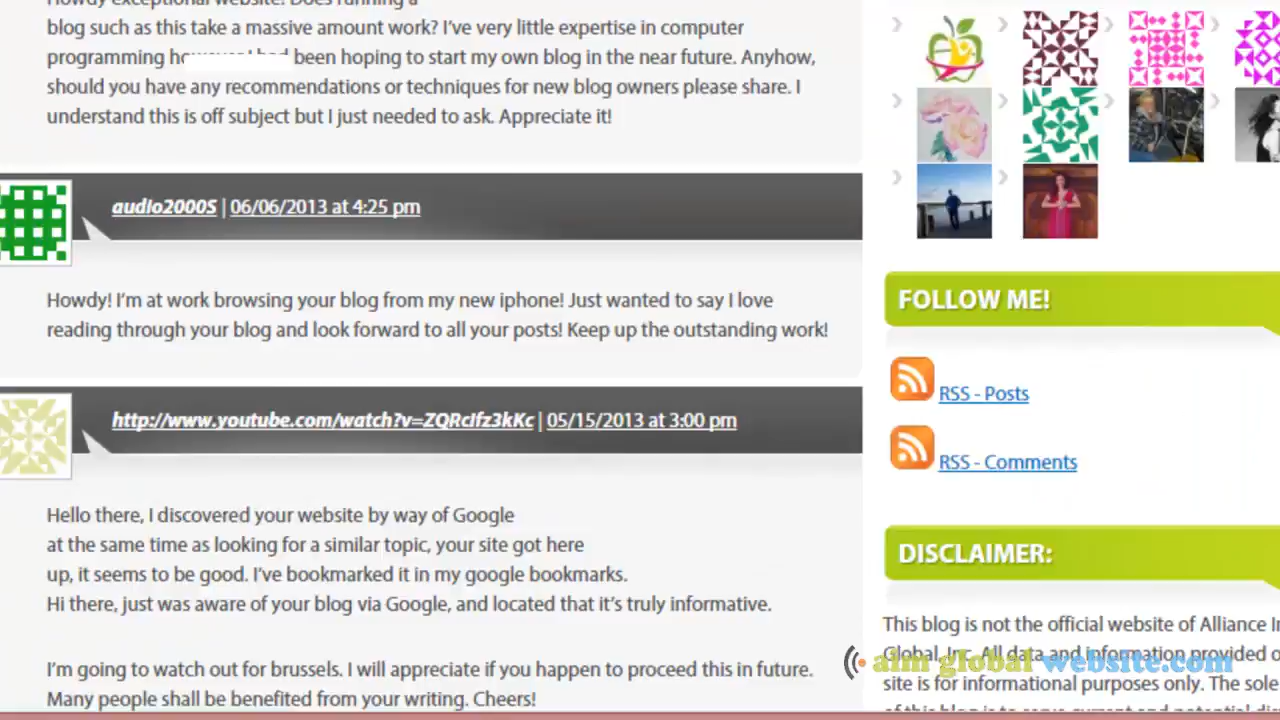 Howdy exceptional website! Does running a
blog such as this take a massive amount work? I've very little expertise in computer
programming been hoping to start my own blog in the near future. Anyhow,
should you have any recommendations or techniques for new blog owners please share. I
understand this is off subject but I just needed to ask. Appreciate it!
audio2000S | 06/06/2013 at 4:25 pm
Howdy! I'm at work browsing your blog from my new iphone! Just wanted to say I love
reading through your blog and look forward to all your posts! Keep up the outstanding work!
http://www.youtube.com/watch?v=ZQRcIfz3kKc | 05/15/2013 at 3:00 pm
Hello there, I discovered your website by way of Google
at the same time as looking for a similar topic, your site got here
up, it seems to be good. I've bookmarked it in my google bookmarks.
Hi there, just was aware of your blog via Google, and located that it's truly informative.
I'm going to watch out for brussels. I will appreciate if you happen to proceed this in future.
Many people shall be benefited from your writing. Cheers!
FOLLOW ME!
RSS - Posts
RSS - Comments
DISCLAIMER:
This blog is not the official website of Alliance
Global, Inc. All data and information provided
site is for informational purposes only. The sole
aim global website.com